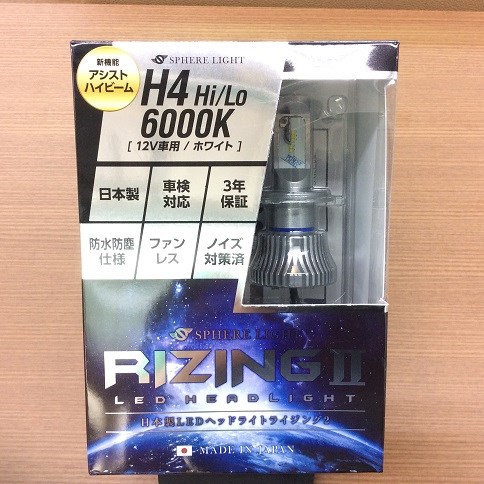 新機能
アシスト
ハイビーム
SPHERE LIGHT
H4 Hi/Lo
6000K
[ 12V車用 / ホワイト ]
日本製
車検
対応
3年
保証
防水防塵
仕様
ファン
レス
ノイズ
対策済
SPHERE LIGHT
RIZING II
LED HEADLIGHT
日本製LEDヘッドライトライジング2
MADE IN JAPAN